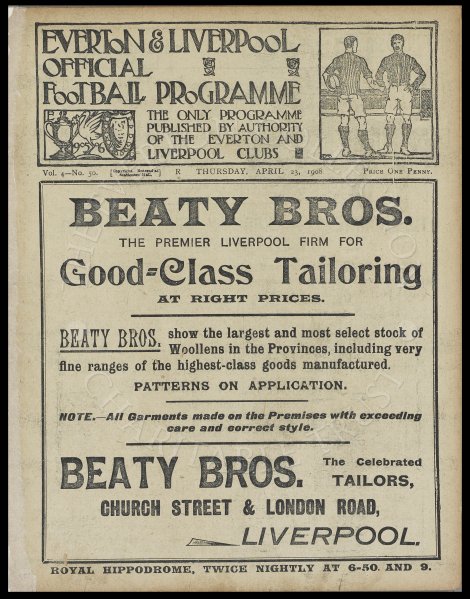 EVERTON & LIVERPOOL
OFFICIAL
FOOTBALL PROGRAMME
THE ONLY PROGRAMME
PUBLISHED BY AUTHORITY
OF THE EVERTON AND
LIVERPOOL CLUBS
1905-6
Vol. 4—No. 50. R THURSDAY, APRIL 23, 1908 PRICE ONE PENNY.
BEATY BROS.
THE PREMIER LIVERPOOL FIRM FOR
Good-Class Tailoring
AT RIGHT PRICES.
BEATY BROS. show the largest and most select stock of
Woollens in the Provinces, including very
fine ranges of the highest-class goods manufactured.
PATTERNS ON APPLICATION.
NOTE.—All Garments made on the Premises with exceeding
care and correct style.
BEATY BROS. The Celebrated
TAILORS,
CHURCH STREET & LONDON ROAD,
LIVERPOOL.
ROYAL HIPPODROME, TWICE NIGHTLY AT 6-50 AND 9.